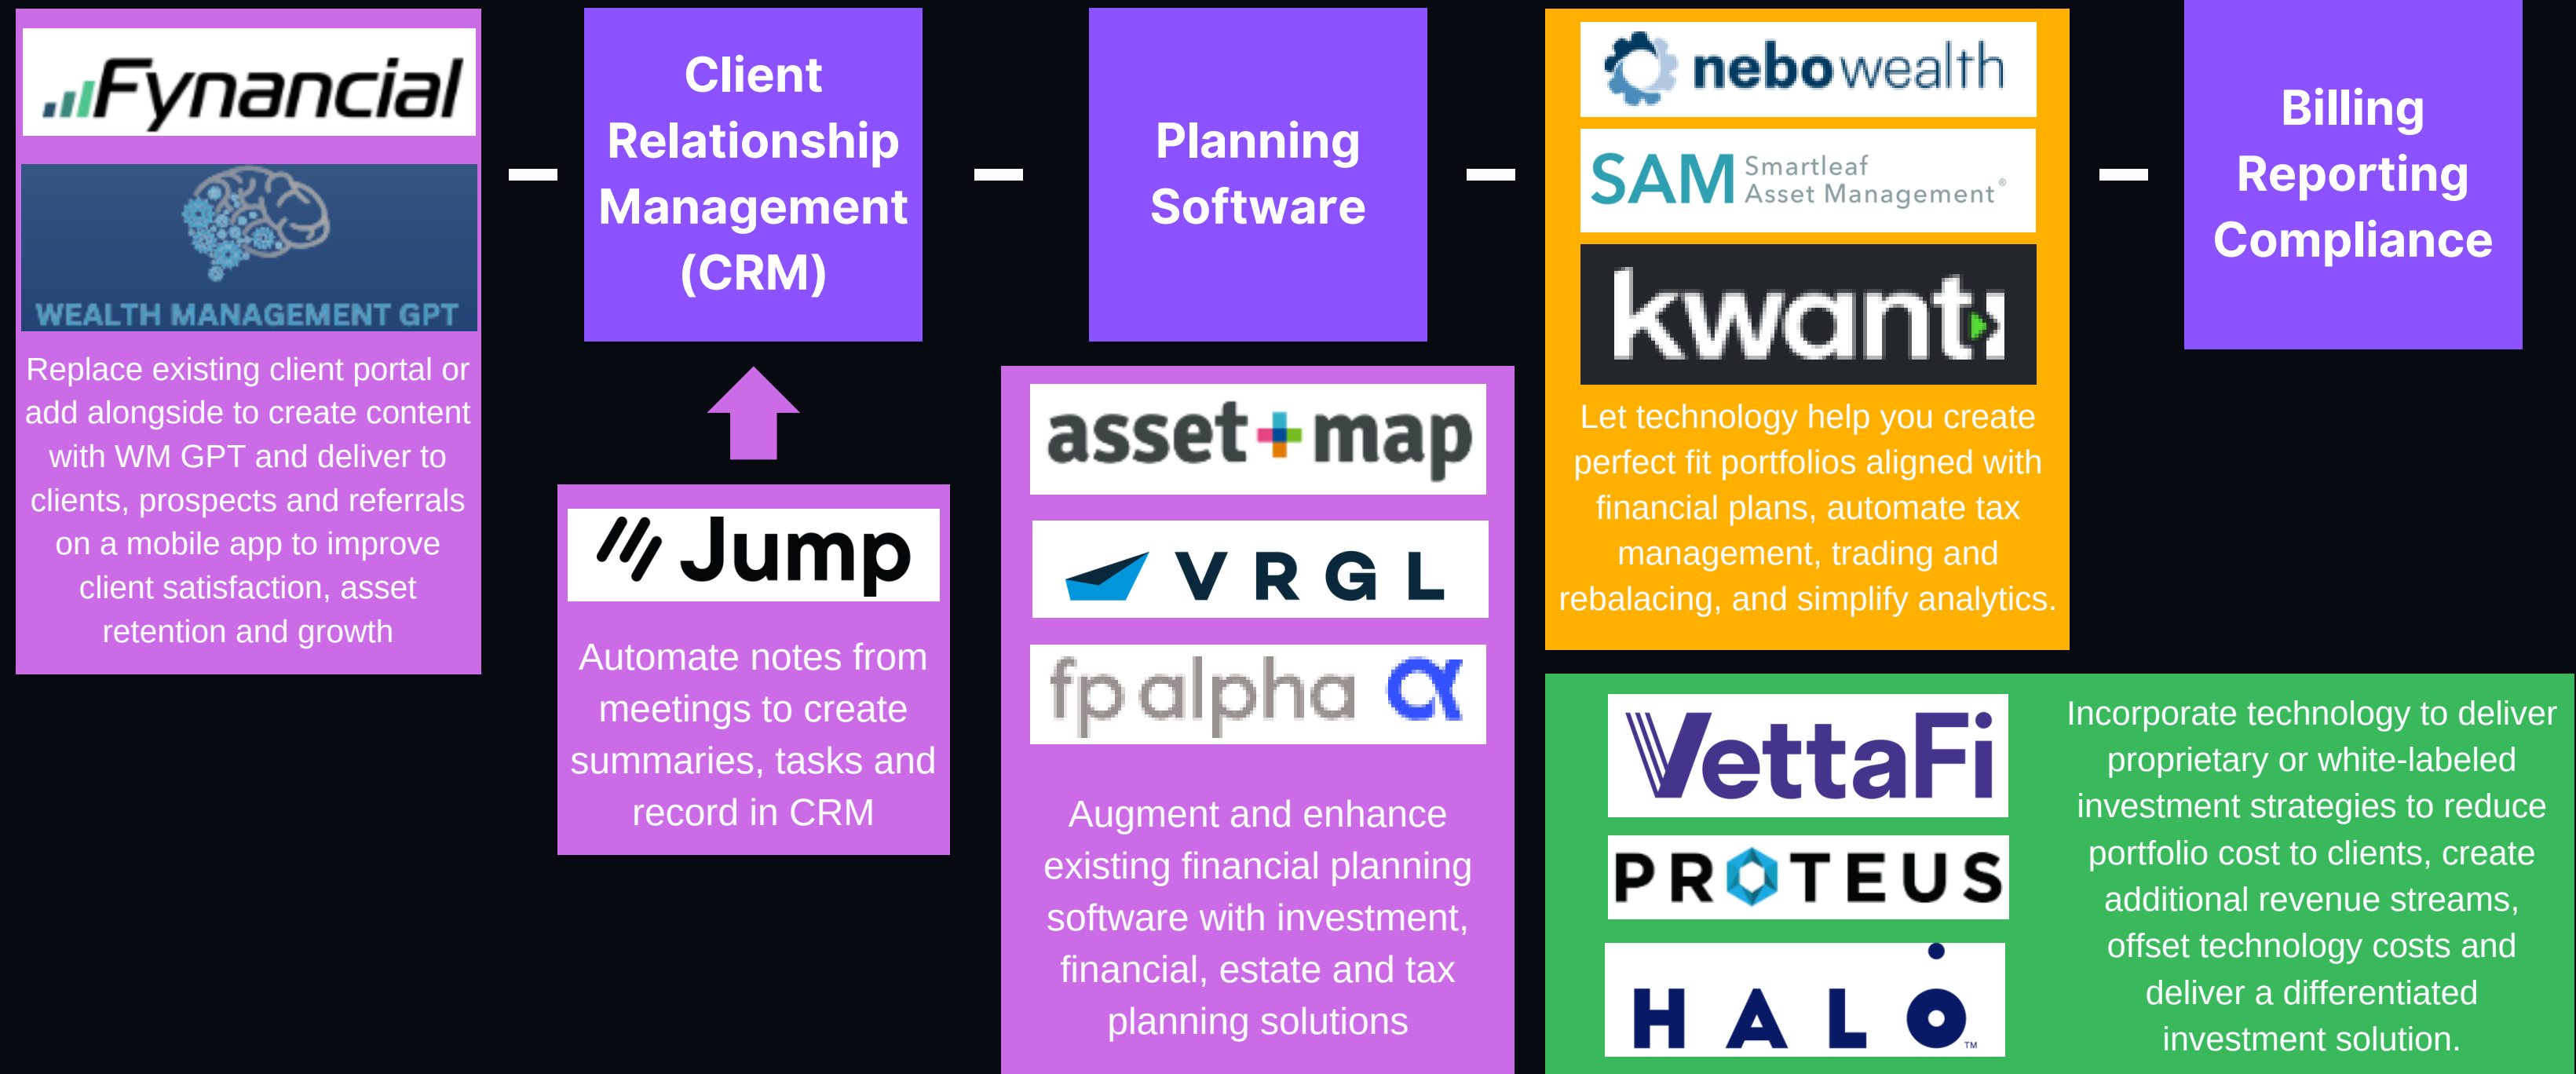 Fynancial
WEALTH MANAGEMENT GPT
Replace existing client portal or
add alongside to create content
with WM GPT and deliver to
clients, prospects and referrals
on a mobile app to improve
client satisfaction, asset
retention and growth
Client
Relationship
Management
(CRM)
Jump
Automate notes from
meetings to create
summaries, tasks and
record in CRM
Planning
Software
asset+map
VRGL
fp alpha α
Augment and enhance
existing financial planning
software with investment,
financial, estate and tax
planning solutions
nebo wealth
SAM Smartleaf
Asset Management®
kwanti
Let technology help you create
perfect fit portfolios aligned with
financial plans, automate tax
management, trading and
rebalacing, and simplify analytics.
Billing
Reporting
Compliance
VettaFi
PROTEUS
HALO™
Incorporate technology to deliver
proprietary or white-labeled
investment strategies to reduce
portfolio cost to clients, create
additional revenue streams,
offset technology costs and
deliver a differentiated
investment solution.